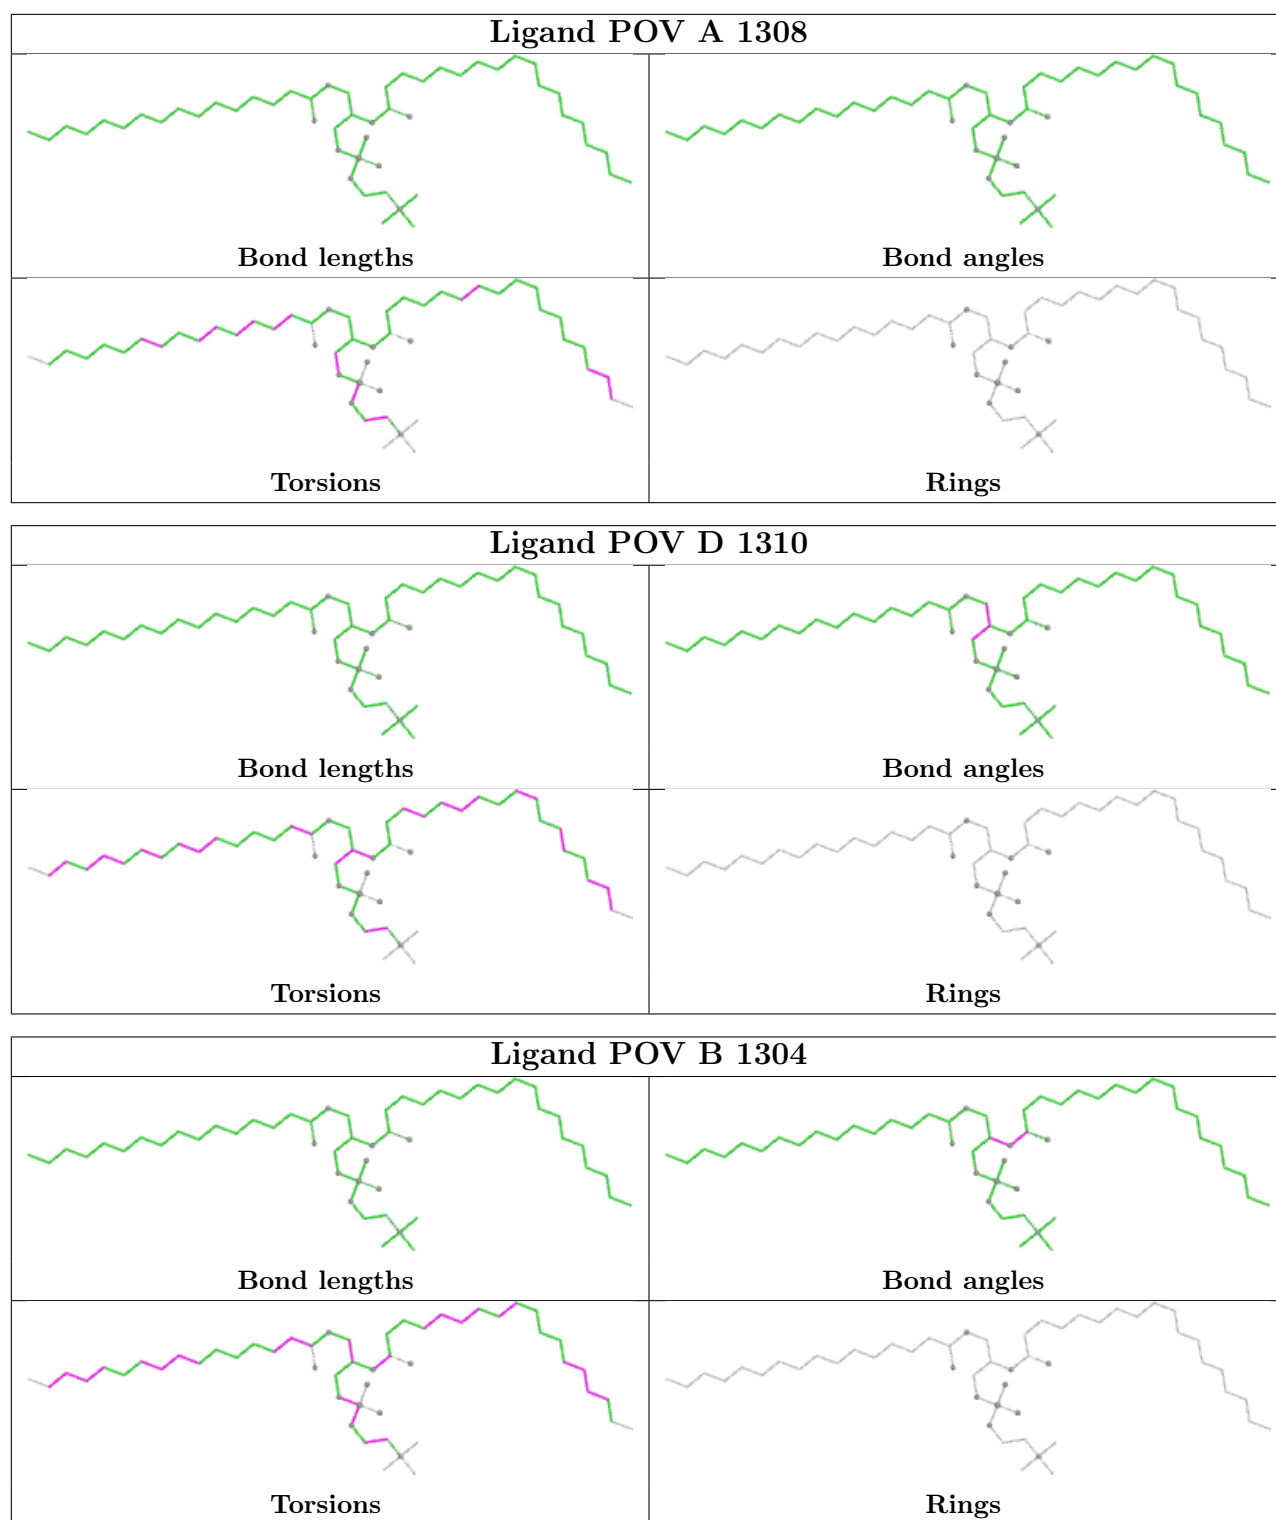 Ligand POV A 1308
Bond lengths
Bond angles
Torsions
Rings
Ligand POV D 1310
Bond lengths
Bond angles
Torsions
Rings
Ligand POV B 1304
Bond lengths
Bond angles
Torsions
Rings